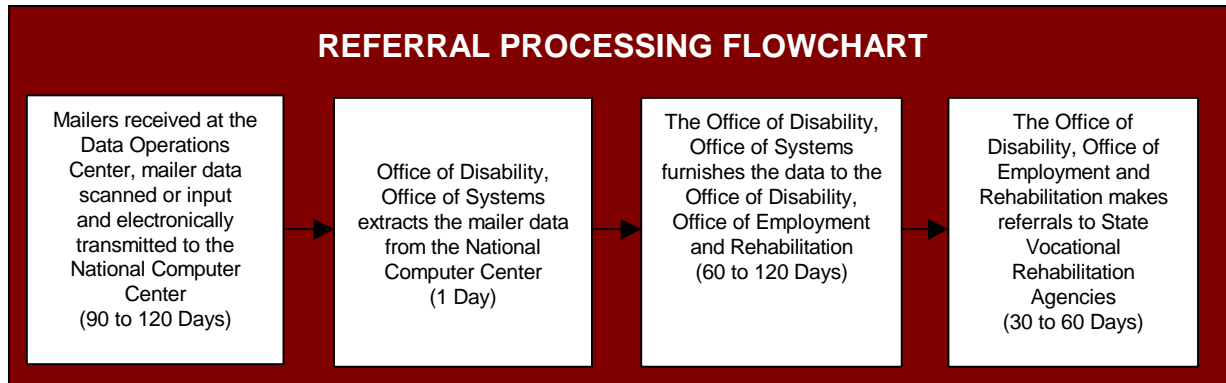 REFERRAL PROCESSING FLOWCHART
Mailers received at the
Data Operations
Center, mailer data
scanned or input
and electronically
transmitted to the
National Computer
Center
(90 to 120 Days)
Office of Disability,
Office of Systems
extracts the mailer data
from the National
Computer Center
(1 Day)
The Office of Disability,
Office of Systems
furnishes the data to the
Office of Disability,
Office of Employment
and Rehabilitation
(60 to 120 Days)
The Office of
Disability, Office of
Employment and
Rehabilitation makes
referrals to State
Vocational
Rehabilitation
Agencies
(30 to 60 Days)